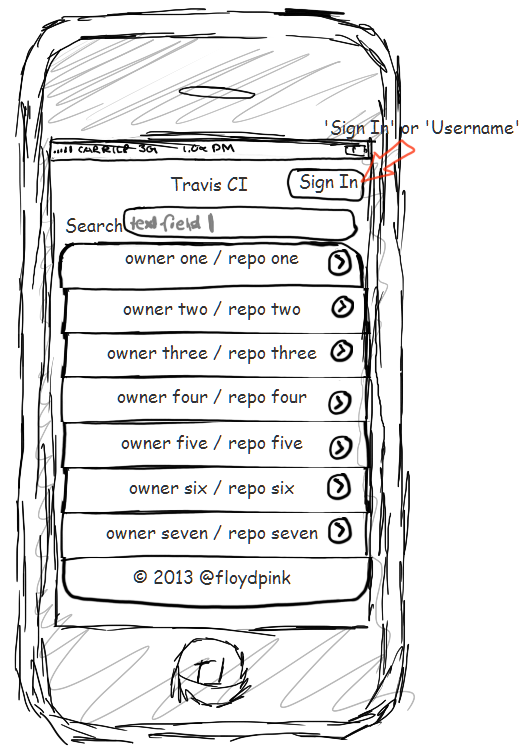 'Sign In' or 'Username'
CARRIER 3G 1:00 PM
Travis CI
Sign In
Search text field
owner one / repo one
owner two / repo two
owner three / repo three
owner four / repo four
owner five / repo five
owner six / repo six
owner seven / repo seven
© 2013 @floydpink